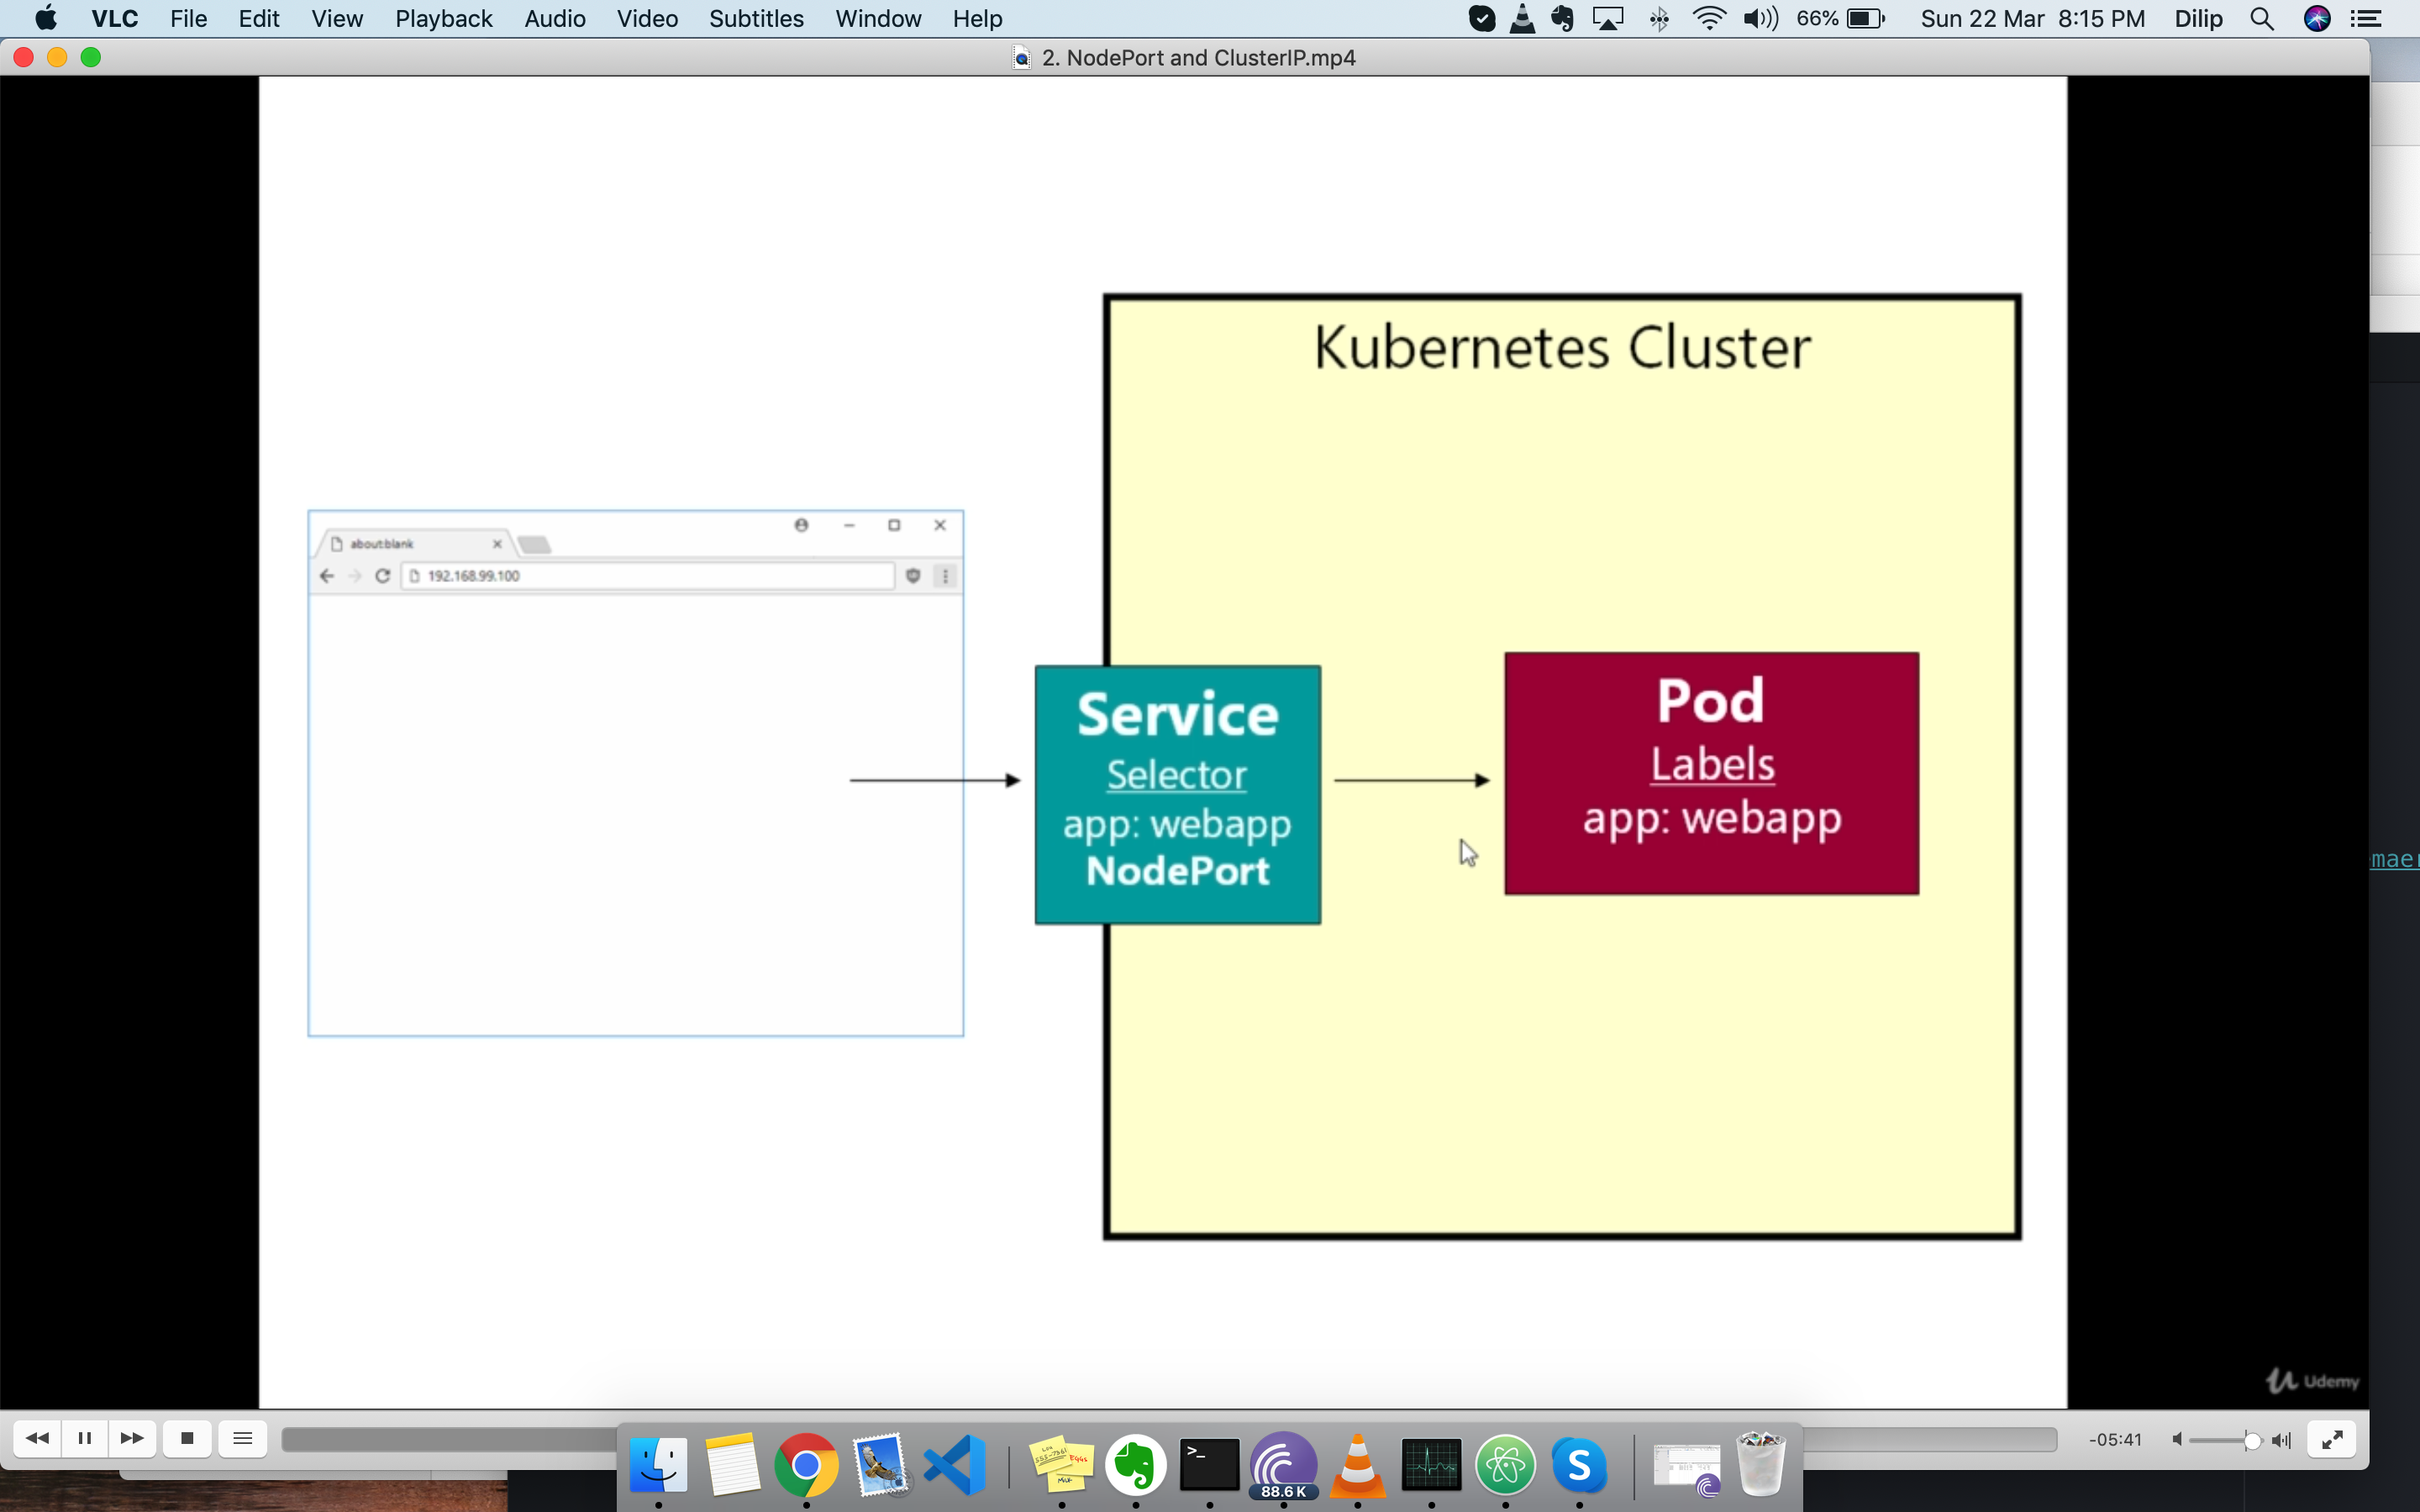 VLC File Edit View Playback Audio Video Subtitles Window Help 66% Sun 22 Mar 8:15 PM Dilip
2. NodePort and ClusterIP.mp4
Kubernetes Cluster
about:blank
192.168.99.100
Service
Selector
app: webapp
NodePort
Pod
Labels
app: webapp
maer
Udemy
-05:41
88.6 K